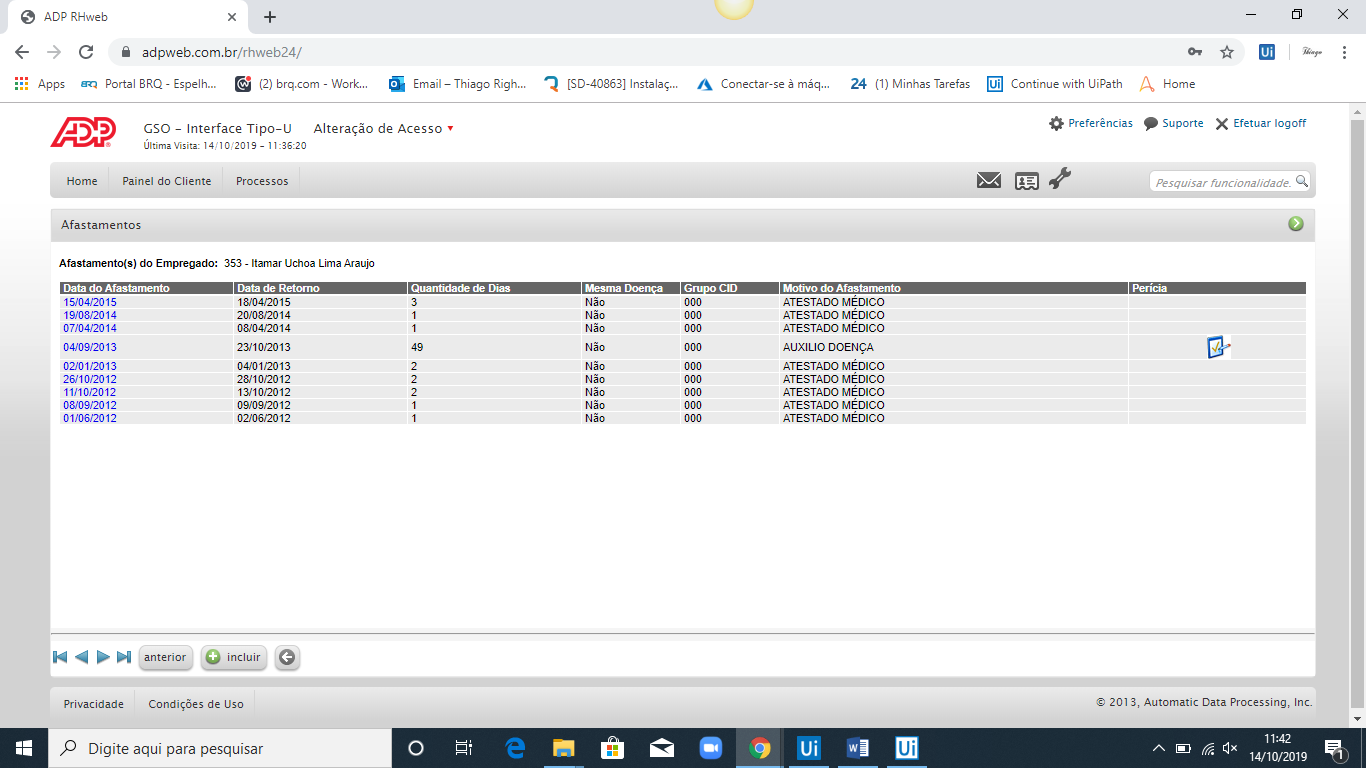 ADP RHweb
adpweb.com.br/rhweb24/
Apps Portal BRQ - Espelh... (2) brq.com - Work... Email – Thiago Righ... [SD-40863] Instalaç... Conectar-se à máq... 24 (1) Minhas Tarefas Continue with UiPath Home
ADP GSO – Interface Tipo–U Alteração de Acesso Preferências Suporte Efetuar logoff
Última Visita: 14/10/2019 – 11:36:20
Home Painel do Cliente Processos Pesquisar funcionalidade.
Afastamentos
Afastamento(s) do Empregado: 353 - Itamar Uchoa Lima Araujo
Data do Afastamento Data de Retorno Quantidade de Dias Mesma Doença Grupo CID Motivo do Afastamento Perícia
15/04/2015 18/04/2015 3 Não 000 ATESTADO MÉDICO
19/08/2014 20/08/2014 1 Não 000 ATESTADO MÉDICO
07/04/2014 08/04/2014 1 Não 000 ATESTADO MÉDICO
04/09/2013 23/10/2013 49 Não 000 AUXILIO DOENÇA
02/01/2013 04/01/2013 2 Não 000 ATESTADO MÉDICO
26/10/2012 28/10/2012 2 Não 000 ATESTADO MÉDICO
11/10/2012 13/10/2012 2 Não 000 ATESTADO MÉDICO
08/09/2012 09/09/2012 1 Não 000 ATESTADO MÉDICO
01/06/2012 02/06/2012 1 Não 000 ATESTADO MÉDICO
anterior incluir
Privacidade Condições de Uso © 2013, Automatic Data Processing, Inc.
Digite aqui para pesquisar Ui Ui 11:42
14/10/2019 1